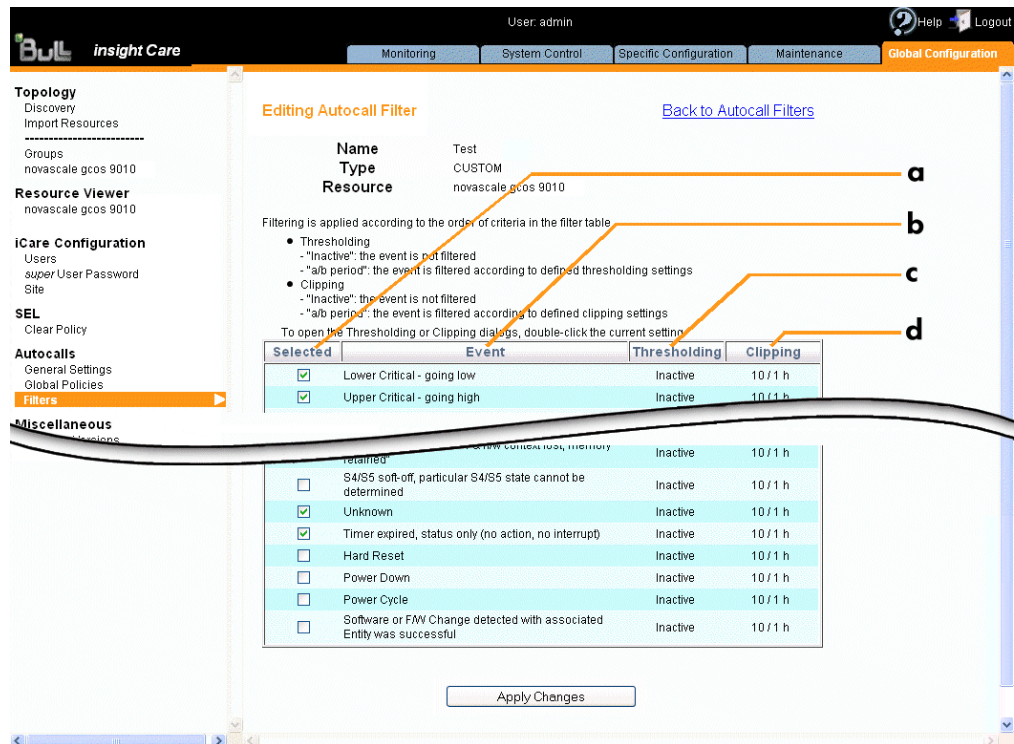 User: admin
Help Logout
Bull insight Care
Monitoring System Control Specific Configuration Maintenance Global Configuration
Topology
Discovery
Import Resources
------------------------
Groups
novascale gcos 9010
Resource Viewer
novascale gcos 9010
iCare Configuration
Users
super User Password
Site
SEL
Clear Policy
Autocalls
General Settings
Global Policies
Filters
Miscellaneous
Versions
Editing Autocall Filter
Back to Autocall Filters
Name Test
Type CUSTOM
Resource novascale gcos 9010
Filtering is applied according to the order of criteria in the filter table
• Thresholding
- "Inactive": the event is not filtered
- "a/b period": the event is filtered according to defined thresholding settings
• Clipping
- "Inactive": the event is not filtered
- "a/b period": the event is filtered according to defined clipping settings
To open the Thresholding or Clipping dialogs, double-click the current setting
a
b
c
d
Selected Event Thresholding Clipping
Lower Critical - going low Inactive 10 / 1 h
Upper Critical - going high Inactive 10 / 1 h
context lost, memory
retained" Inactive 10 / 1 h
S4/S5 soft-off, particular S4/S5 state cannot be
determined Inactive 10 / 1 h
Unknown Inactive 10 / 1 h
Timer expired, status only (no action, no interrupt) Inactive 10 / 1 h
Hard Reset Inactive 10 / 1 h
Power Down Inactive 10 / 1 h
Power Cycle Inactive 10 / 1 h
Software or F/W Change detected with associated
Entity was successful Inactive 10 / 1 h
Apply Changes